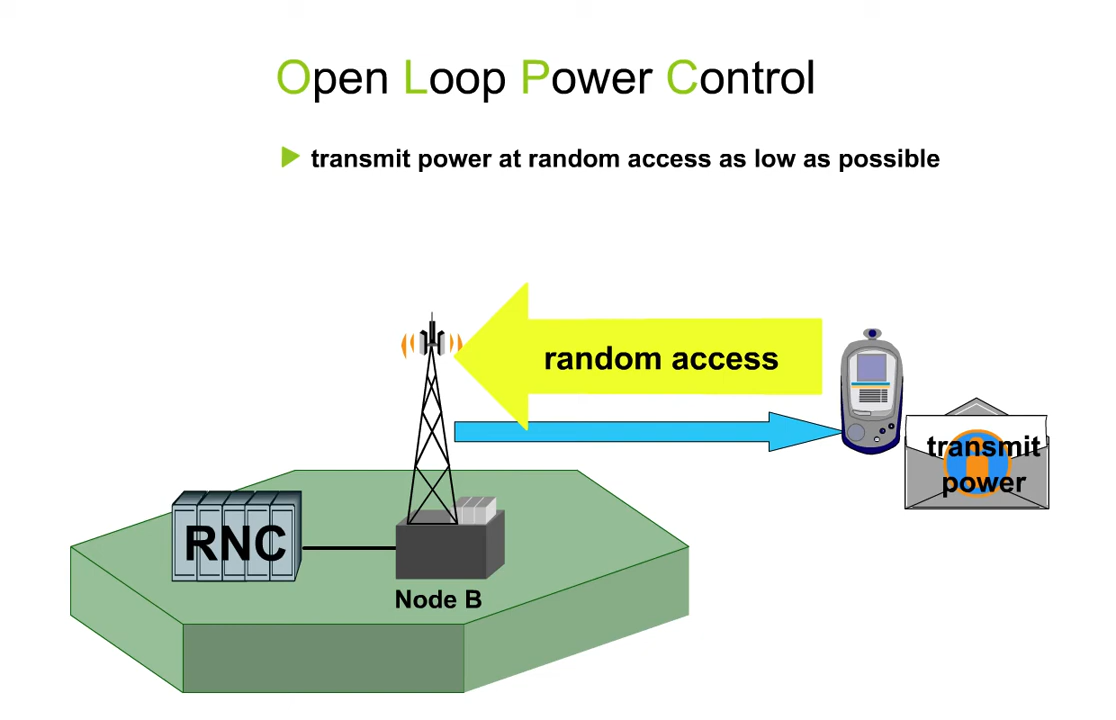 Open Loop Power Control
transmit power at random access as low as possible
random access
transmit
power
RNC
Node B